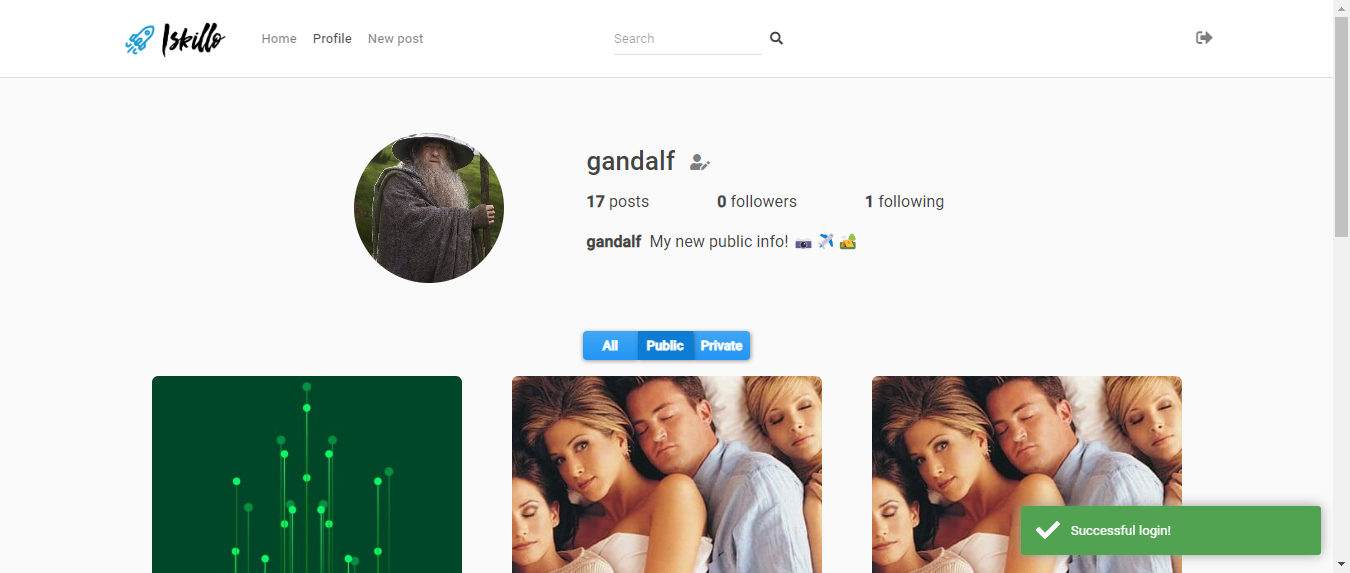 Iskillo Home Profile New post Search
gandalf
17 posts 0 followers 1 following
gandalf My new public info! 📷 ✈️ 🏕️
All Public Private
Successful login!